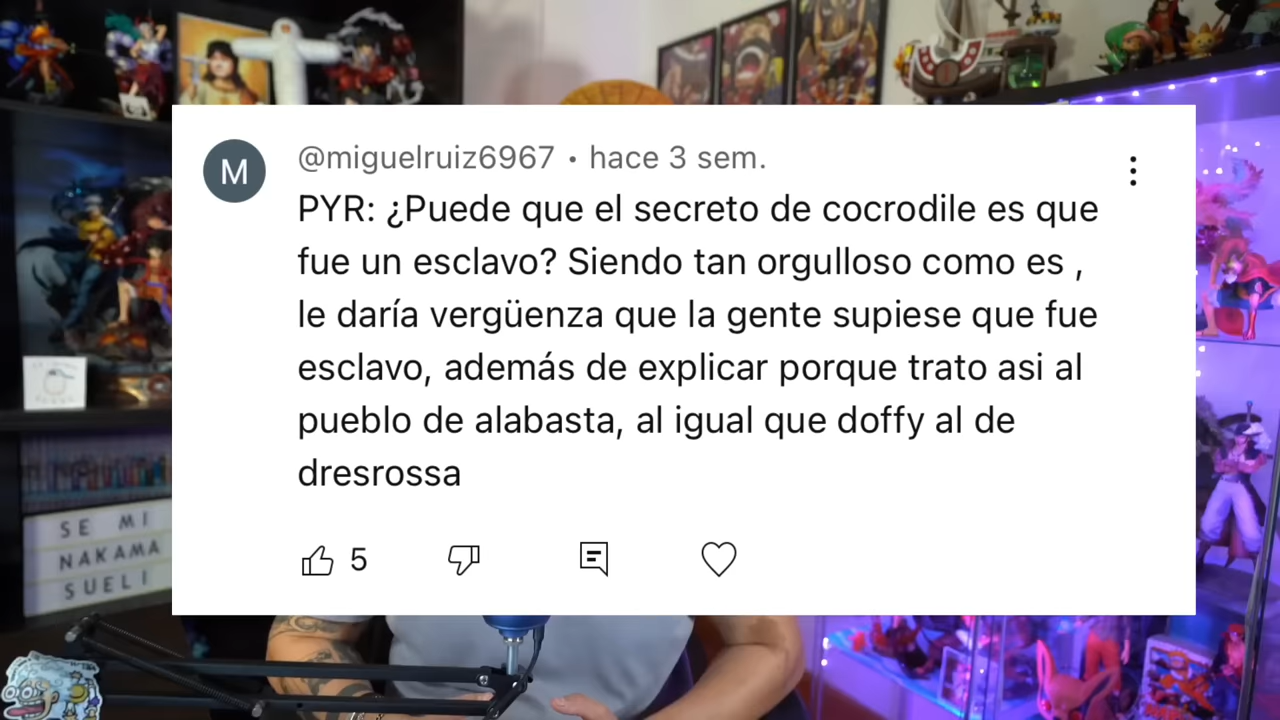 @miguelruiz6967 • hace 3 sem.
M
PYR: ¿Puede que el secreto de cocrodile es que
fue un esclavo? Siendo tan orgulloso como es ,
le daría vergüenza que la gente supiese que fue
esclavo, además de explicar porque trato asi al
pueblo de alabasta, al igual que doffy al de
dresrossa
5
SE MI
NAKAMA
SUELI